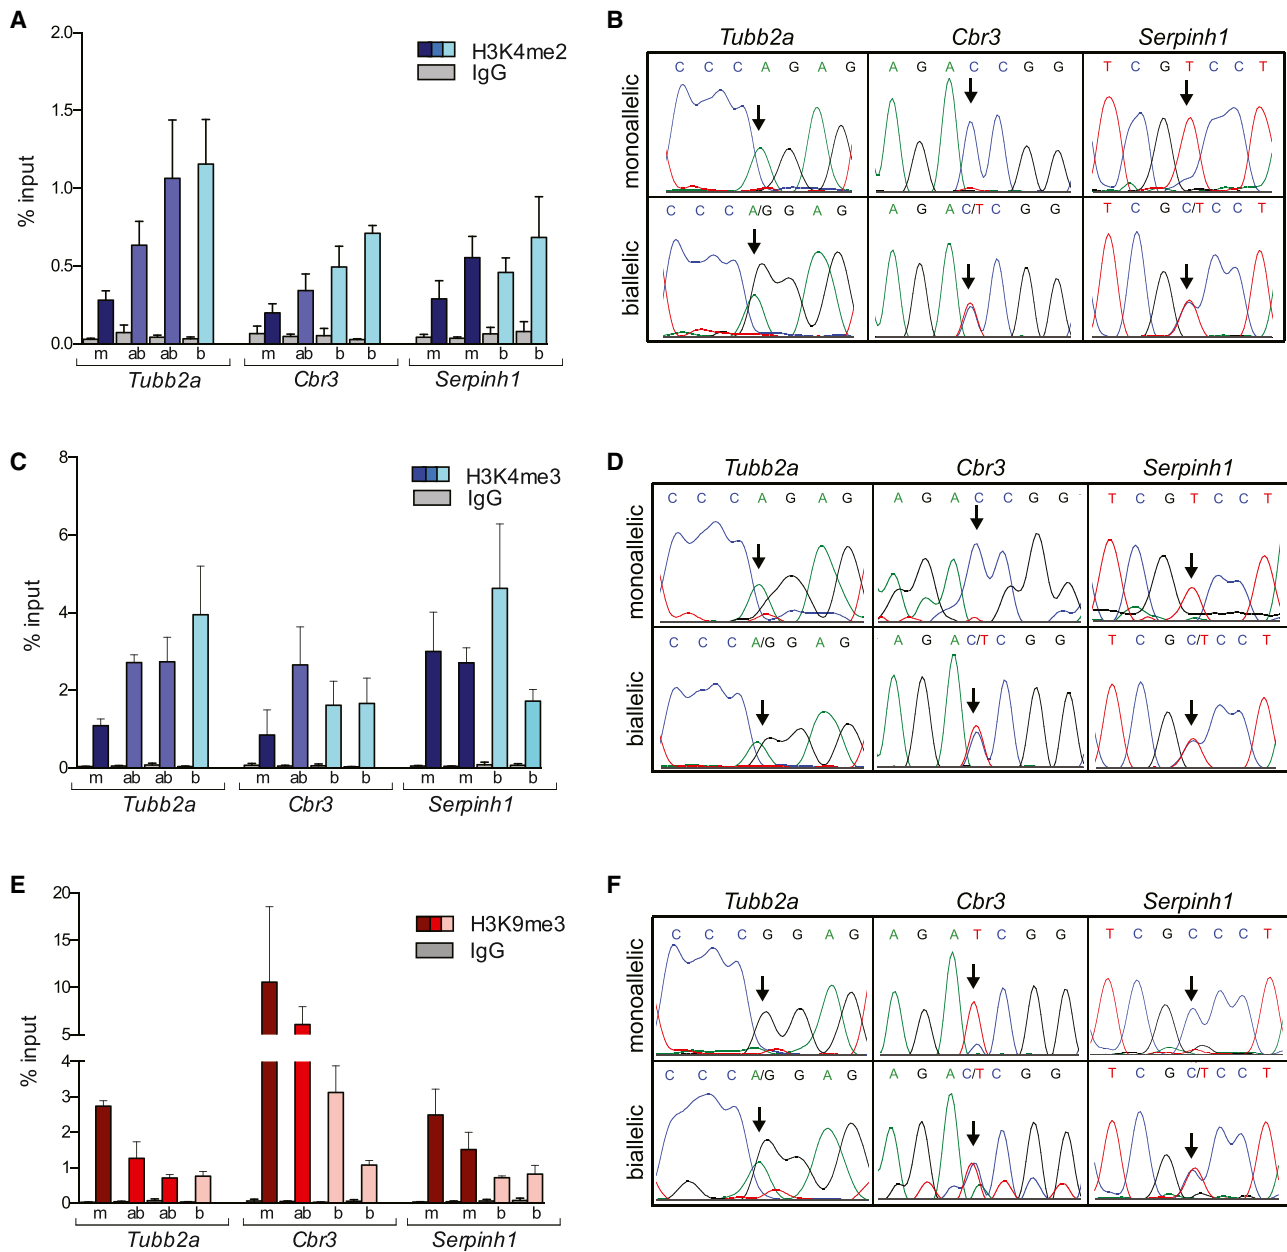 A
2.0
1.5
1.0
0.5
0.0
% input
H3K4me2
IgG
m ab ab b m ab b b m m b b
Tubb2a Cbr3 Serpinh1
B
Tubb2a Cbr3 Serpinh1
monoallelic
C C C A G A G A G A C C G G T C G T C C T
biallelic
C C C A/G G A G A G A C/T C G G T C G C/T C C T
C
8
6
4
2
0
% input
H3K4me3
IgG
m ab ab b m ab b b m m b b
Tubb2a Cbr3 Serpinh1
D
Tubb2a Cbr3 Serpinh1
monoallelic
C C C A G A G A G A C C G G T C G T C C T
biallelic
C C C A/G G A G A G A C/T C G G T C G C/T C C T
E
20
15
10
5
4
3
2
1
0
% input
H3K9me3
IgG
m ab ab b m ab b b m m b b
Tubb2a Cbr3 Serpinh1
F
Tubb2a Cbr3 Serpinh1
monoallelic
C C C G G A G A G A T C G G T C G C C C T
biallelic
C C C A/G G A G A G A C/T C G G T C G C/T C C T